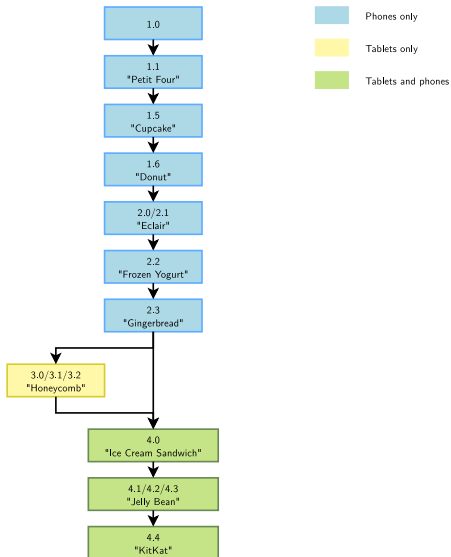 1.0
1.1
"Petit Four"
1.5
"Cupcake"
1.6
"Donut"
2.0/2.1
"Eclair"
2.2
"Frozen Yogurt"
2.3
"Gingerbread"
3.0/3.1/3.2
"Honeycomb"
4.0
"Ice Cream Sandwich"
4.1/4.2/4.3
"Jelly Bean"
4.4
"KitKat"
Phones only
Tablets only
Tablets and phones